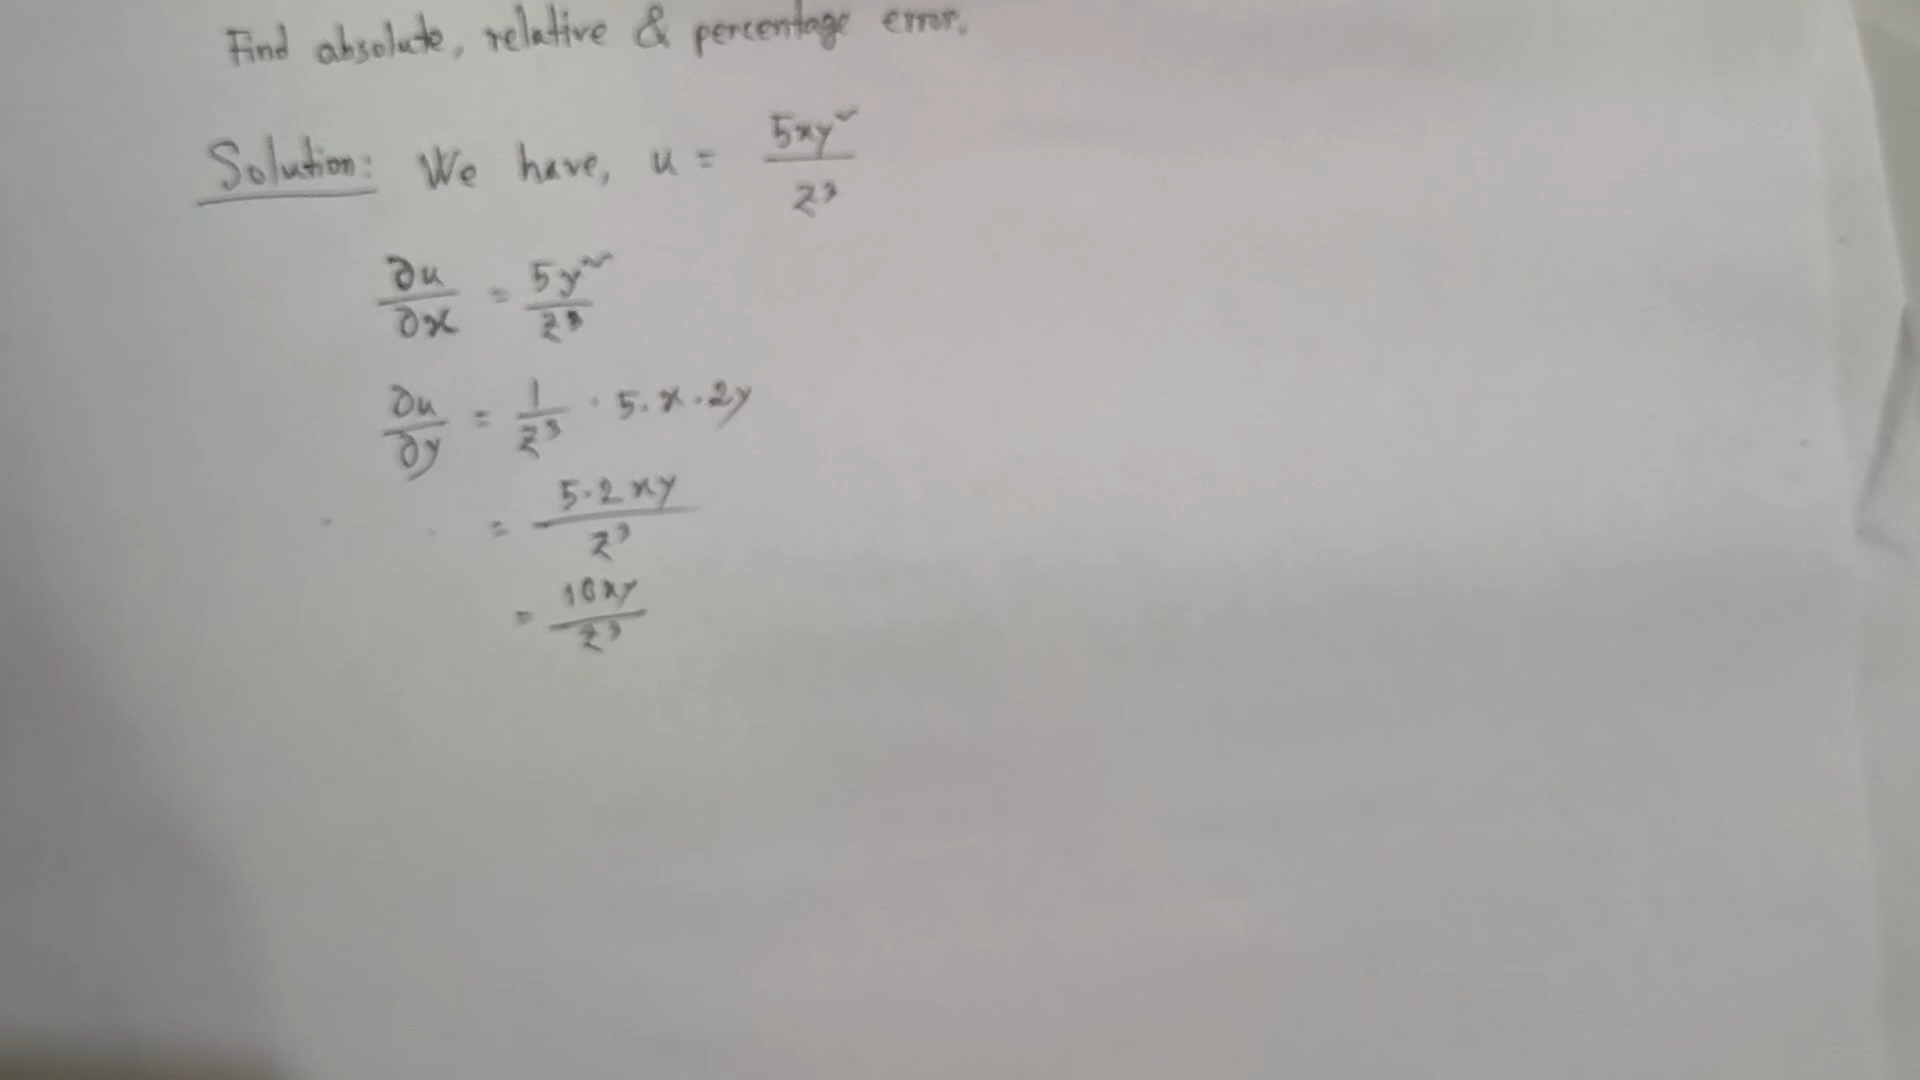 Find absolute, relative & percentage error.
Solution: We have, u = 5xy² / z³
∂u/∂x = 5y² / z³
∂u/∂y = 1/z³ · 5. x . 2y
= 5·2xy / z³
= 10xy / z³